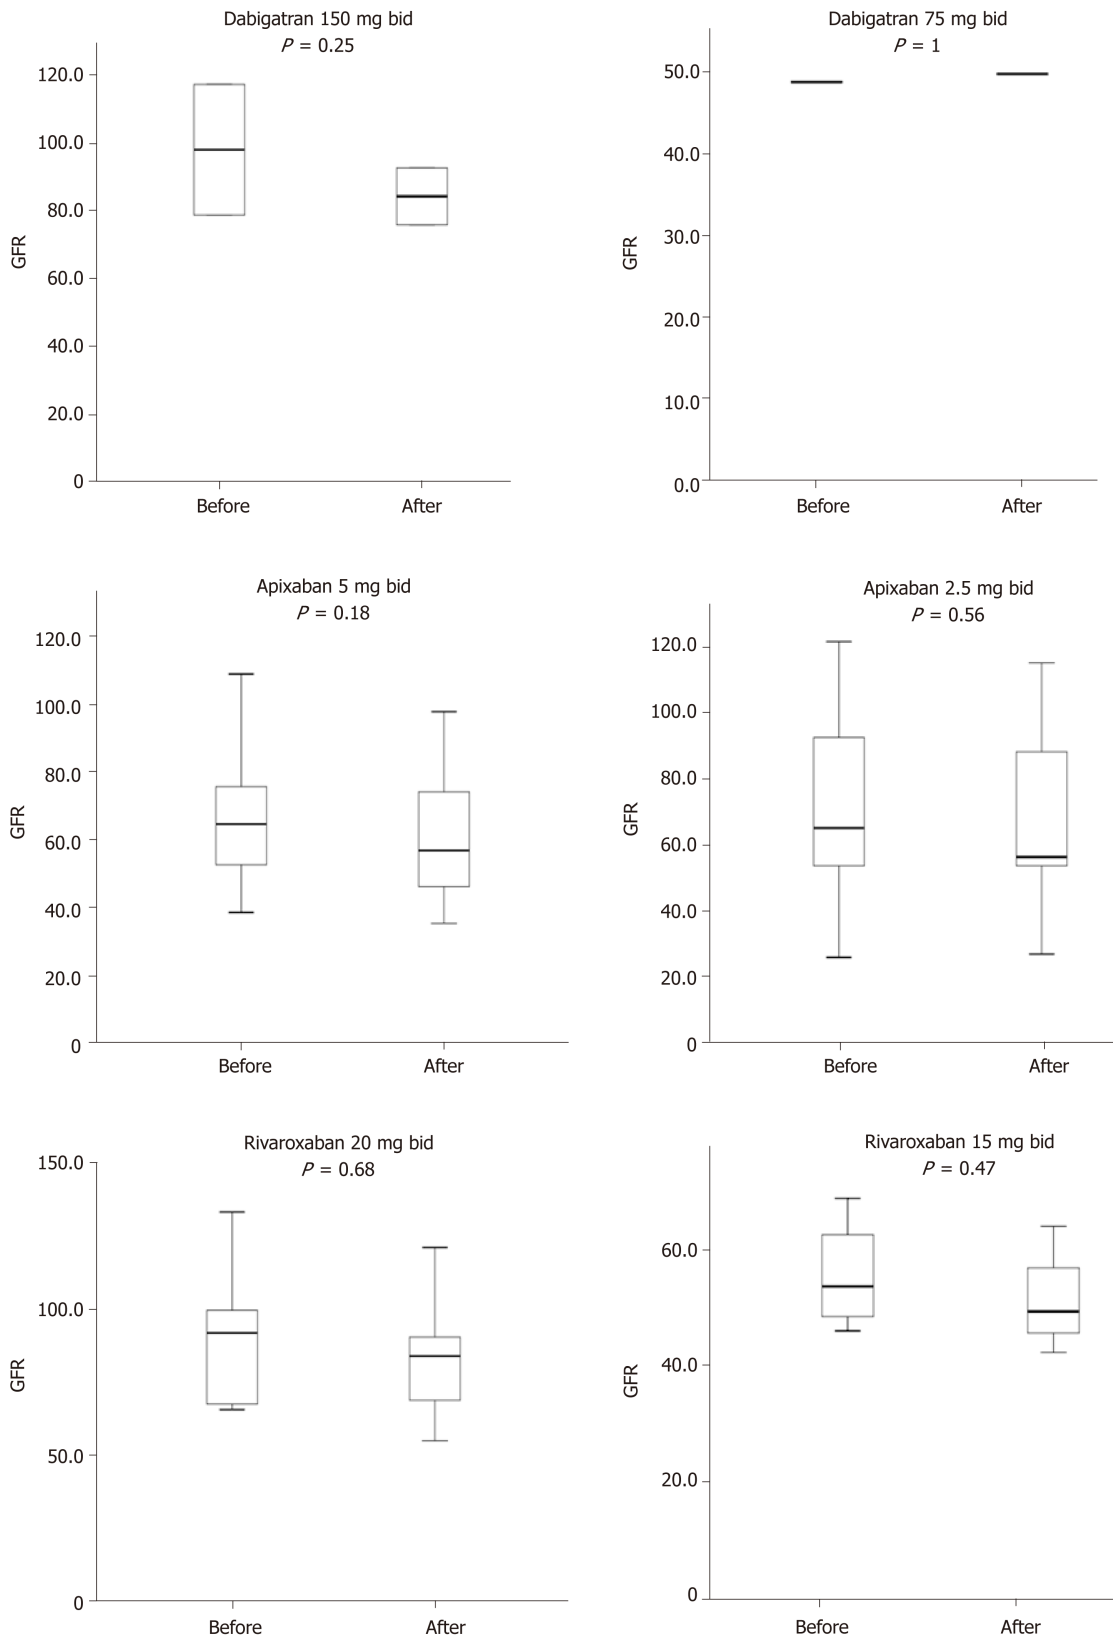 Dabigatran 150 mg bid
P = 0.25
120.0
100.0
80.0
60.0
40.0
20.0
0
GFR
Before After
Dabigatran 75 mg bid
P = 1
50.0
40.0
30.0
20.0
10.0
0.0
GFR
Before After
Apixaban 5 mg bid
P = 0.18
120.0
100.0
80.0
60.0
40.0
20.0
0
GFR
Before After
Apixaban 2.5 mg bid
P = 0.56
120.0
100.0
80.0
60.0
40.0
20.0
0
GFR
Before After
Rivaroxaban 20 mg bid
P = 0.68
150.0
100.0
50.0
0
GFR
Before After
Rivaroxaban 15 mg bid
P = 0.47
60.0
40.0
20.0
0
GFR
Before After